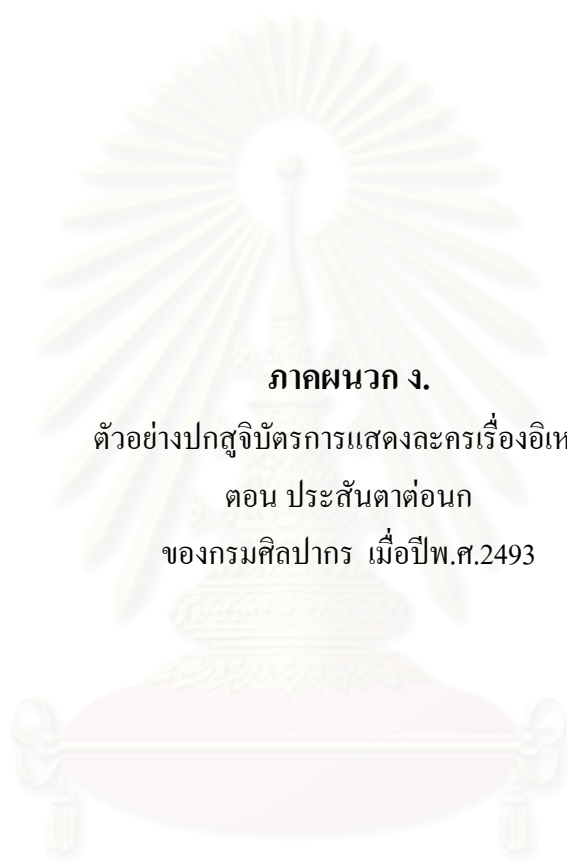 ภาคผนวก ง.
ตัวอย่างปกสูจิบัตรการแสดงละครเรื่องอิเห
ตอน ประสันตาต่อนก
ของกรมศิลปากร เมื่อปีพ.ศ.2493